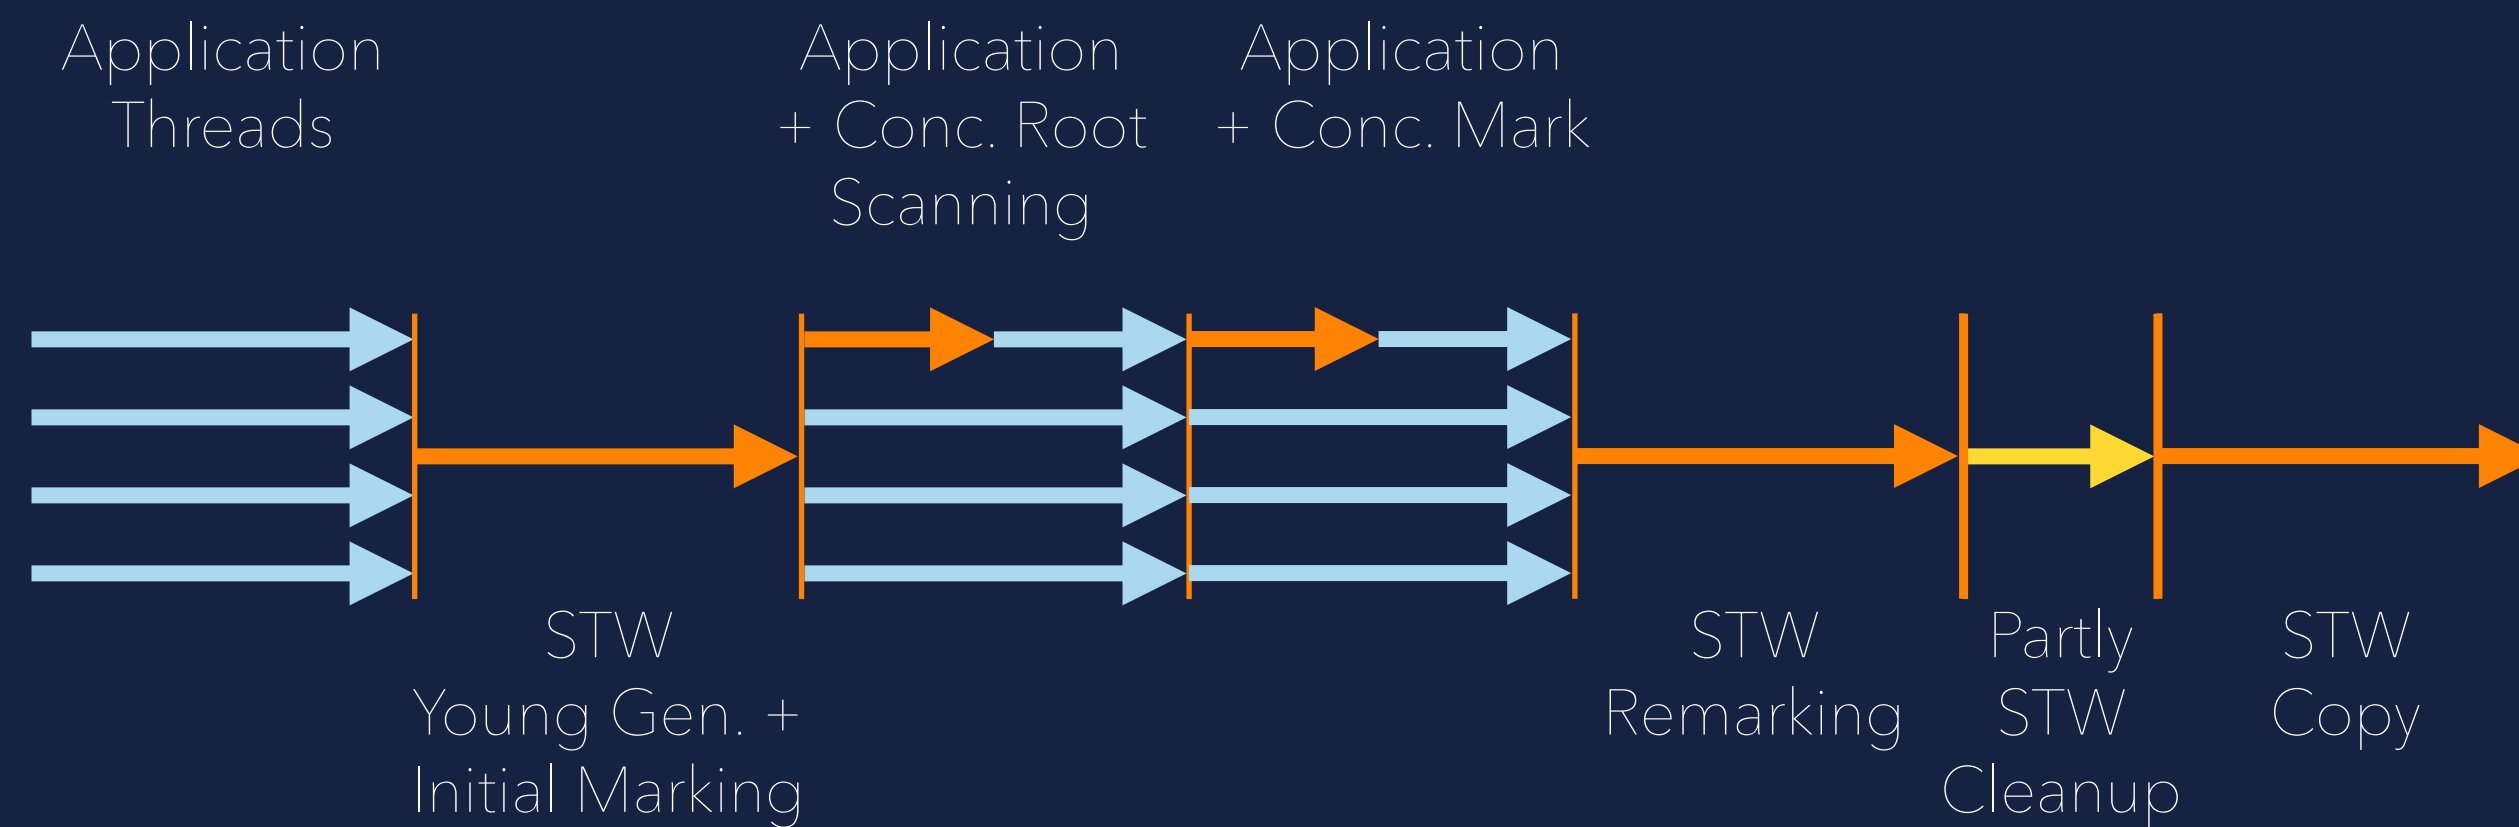 Application
Threads
Application
+ Conc. Root
Scanning
Application
+ Conc. Mark
STW
Young Gen. +
Initial Marking
STW
Remarking
Partly
STW
Cleanup
STW
Copy